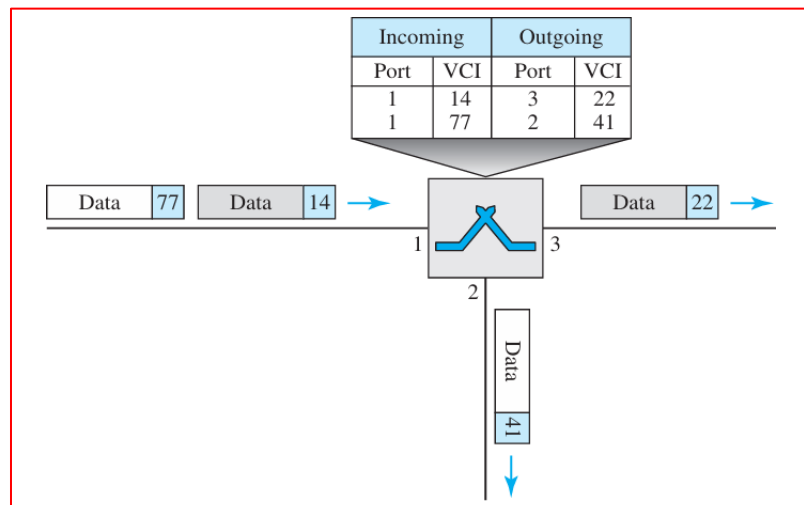 Incoming Outgoing
Port VCI Port VCI
1 14 3 22
1 77 2 41
Data 77 Data 14 Data 22
1 3
2
Data 41